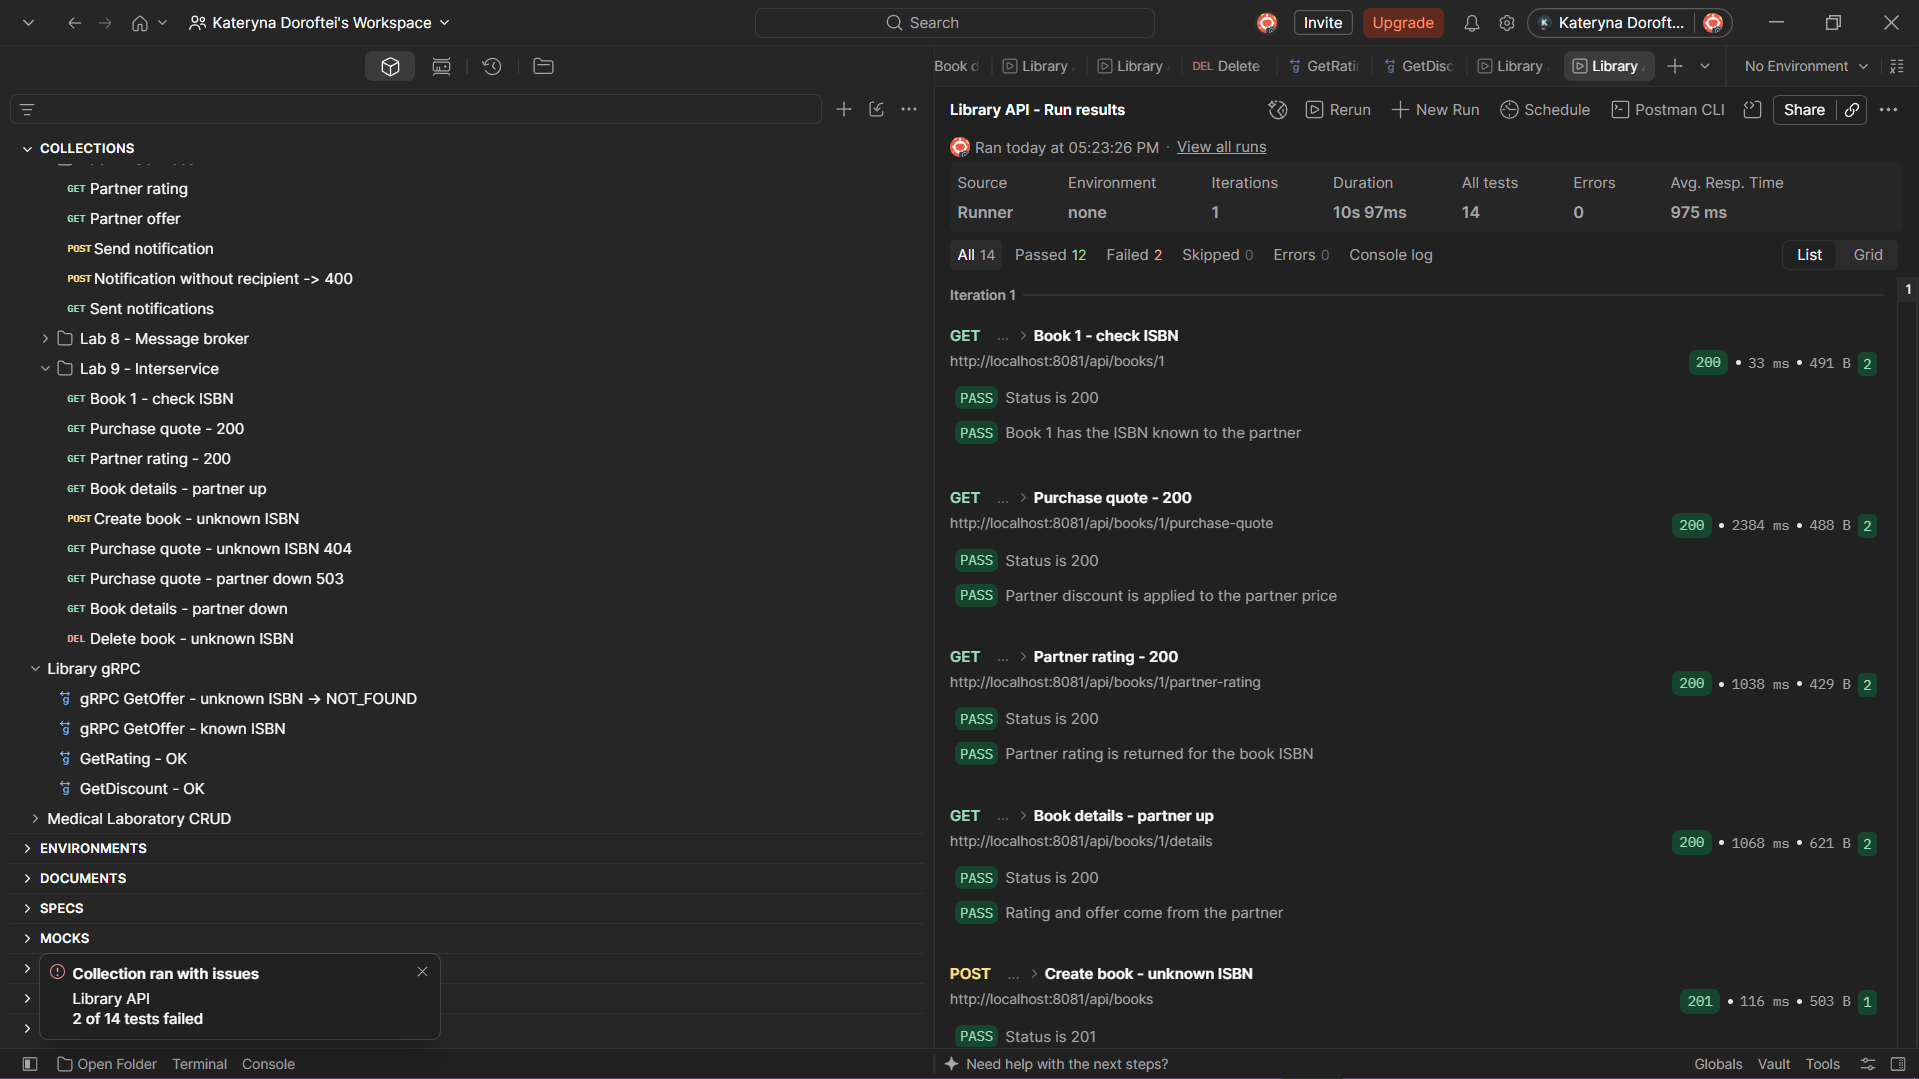 Kateryna Doroftei's Workspace
Search
Invite
Upgrade
Kateryna Doroft...
Book d
Library
Library
DEL Delete
GetRati
GetDisc
Library
Library
No Environment
COLLECTIONS
GET Partner rating
GET Partner offer
POST Send notification
POST Notification without recipient -> 400
GET Sent notifications
Lab 8 - Message broker
Lab 9 - Interservice
GET Book 1 - check ISBN
GET Purchase quote - 200
GET Partner rating - 200
GET Book details - partner up
POST Create book - unknown ISBN
GET Purchase quote - unknown ISBN 404
GET Purchase quote - partner down 503
GET Book details - partner down
DEL Delete book - unknown ISBN
Library gRPC
gRPC GetOffer - unknown ISBN → NOT_FOUND
gRPC GetOffer - known ISBN
GetRating - OK
GetDiscount - OK
Medical Laboratory CRUD
ENVIRONMENTS
DOCUMENTS
SPECS
MOCKS
Collection ran with issues
Library API
2 of 14 tests failed
Library API - Run results
Rerun
New Run
Schedule
Postman CLI
Share
Ran today at 05:23:26 PM · View all runs
Source Environment Iterations Duration All tests Errors Avg. Resp. Time
Runner none 1 10s 97ms 14 0 975 ms
All 14 Passed 12 Failed 2 Skipped 0 Errors 0 Console log
List Grid
Iteration 1
1
GET ... > Book 1 - check ISBN
http://localhost:8081/api/books/1
200 • 33 ms • 491 B 2
PASS Status is 200
PASS Book 1 has the ISBN known to the partner
GET ... > Purchase quote - 200
http://localhost:8081/api/books/1/purchase-quote
200 • 2384 ms • 488 B 2
PASS Status is 200
PASS Partner discount is applied to the partner price
GET ... > Partner rating - 200
http://localhost:8081/api/books/1/partner-rating
200 • 1038 ms • 429 B 2
PASS Status is 200
PASS Partner rating is returned for the book ISBN
GET ... > Book details - partner up
http://localhost:8081/api/books/1/details
200 • 1068 ms • 621 B 2
PASS Status is 200
PASS Rating and offer come from the partner
POST ... > Create book - unknown ISBN
http://localhost:8081/api/books
201 • 116 ms • 503 B 1
PASS Status is 201
Open Folder
Terminal
Console
Need help with the next steps?
Globals
Vault
Tools